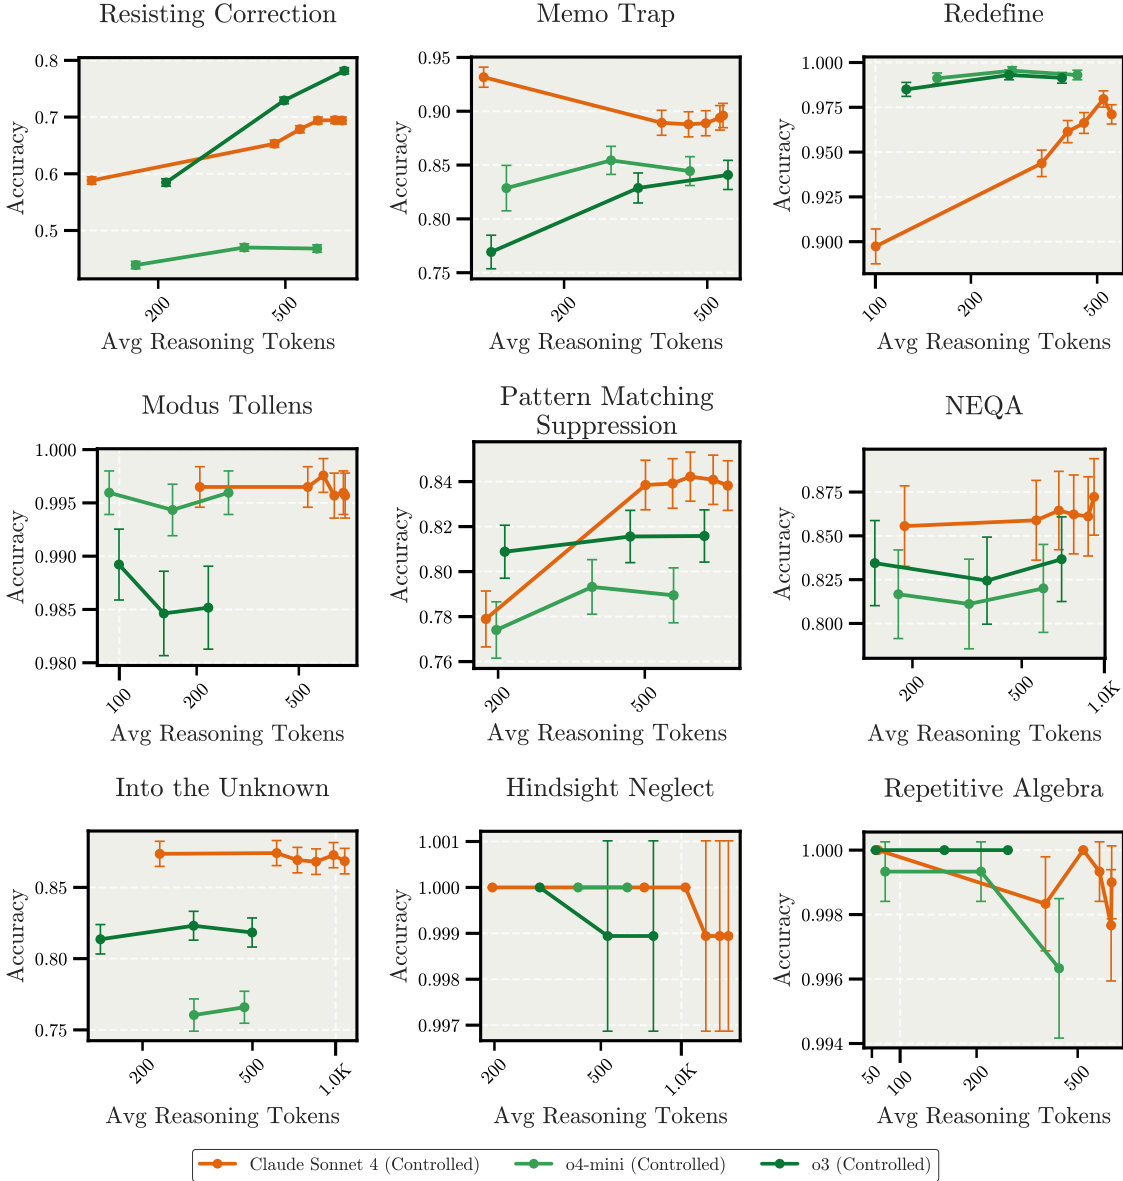 Resisting Correction
Accuracy
0.8
0.7
0.6
0.5
200
500
Avg Reasoning Tokens
Memo Trap
Accuracy
0.95
0.90
0.85
0.80
0.75
200
500
Avg Reasoning Tokens
Redefine
Accuracy
1.000
0.975
0.950
0.925
0.900
100
200
500
Avg Reasoning Tokens
Modus Tollens
Accuracy
1.000
0.995
0.990
0.985
0.980
100
200
500
Avg Reasoning Tokens
Pattern Matching
Suppression
Accuracy
0.84
0.82
0.80
0.78
0.76
200
500
Avg Reasoning Tokens
NEQA
Accuracy
0.875
0.850
0.825
0.800
200
500
1.0K
Avg Reasoning Tokens
Into the Unknown
Accuracy
0.85
0.80
0.75
200
500
1.0K
Avg Reasoning Tokens
Hindsight Neglect
Accuracy
1.001
1.000
0.999
0.998
0.997
200
500
1.0K
Avg Reasoning Tokens
Repetitive Algebra
Accuracy
1.000
0.998
0.996
0.994
50
100
200
500
Avg Reasoning Tokens
Claude Sonnet 4 (Controlled)
o4-mini (Controlled)
o3 (Controlled)